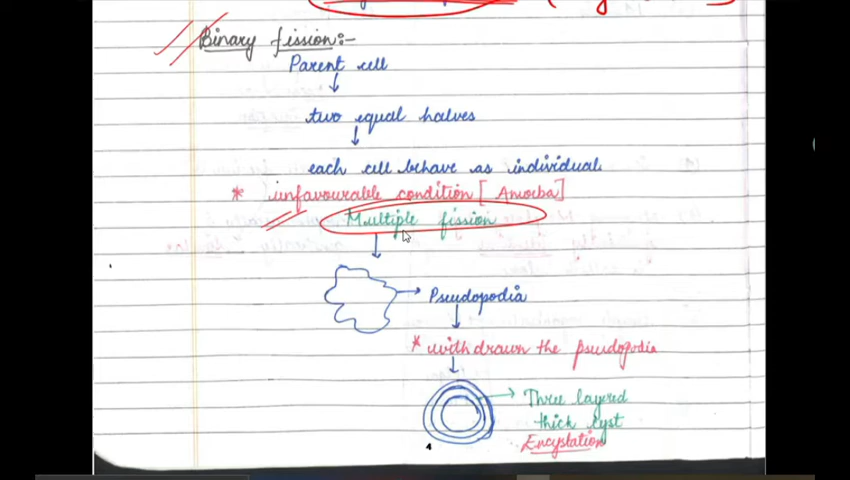 Binary fission:-
Parent cell
two equal halves
each cell behave as individual
* unfavourable condition [Amoeba]
Multiple fission
Pseudopodia
* withdrawn the pseudopodia
Three layered
thick cyst
Encystation
4